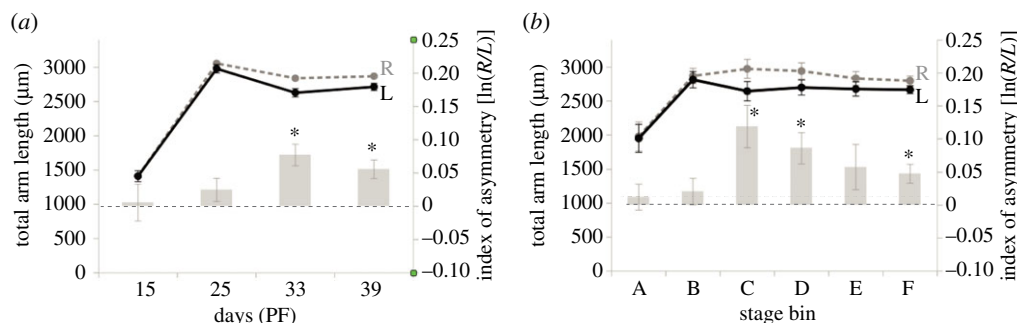 (a)
total arm length (µm)
3000
2500
2000
1500
1000
500
0
R
L
*
*
0.25
0.20
0.15
0.10
0.05
0
–0.05
–0.10
index of asymmetry [ln(R/L)]
15 25 33 39
days (PF)
(b)
total arm length (µm)
3000
2500
2000
1500
1000
500
0
R
L
*
*
*
0.25
0.20
0.15
0.10
0.05
0
–0.05
–0.10
index of asymmetry [ln(R/L)]
A B C D E F
stage bin